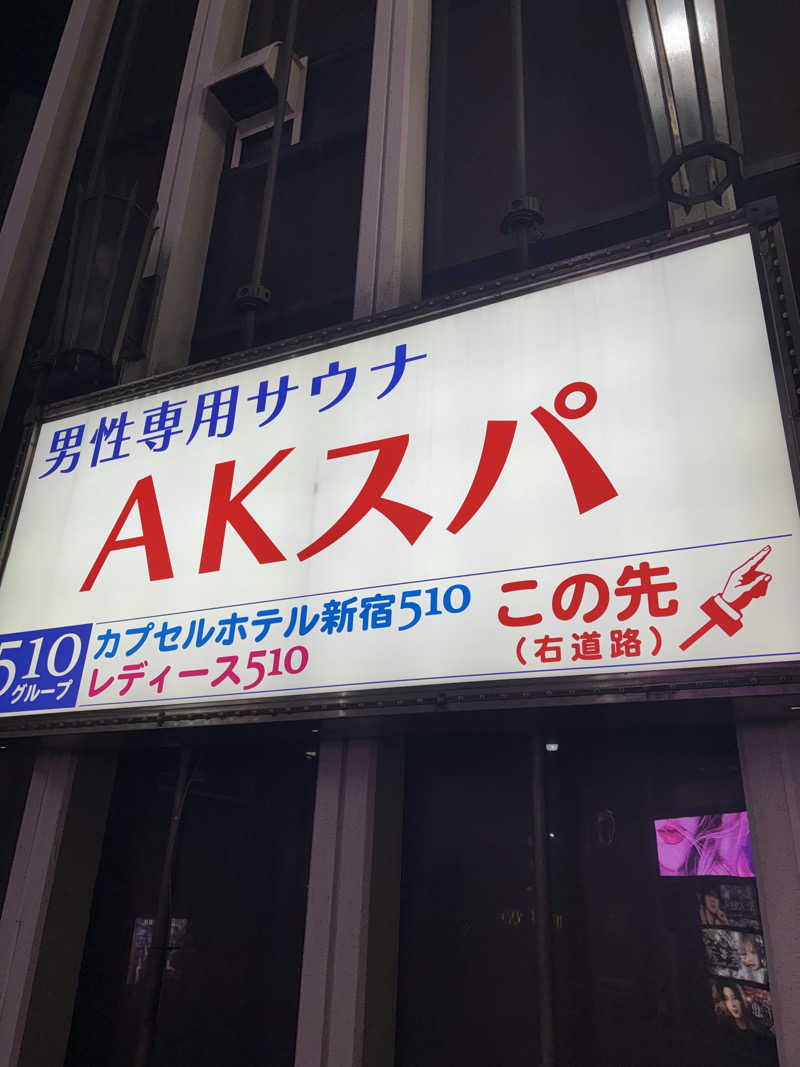 男性専用サウナ
AKスパ
510
グループ
カプセルホテル新宿510
レディース510
この先
(右道路)